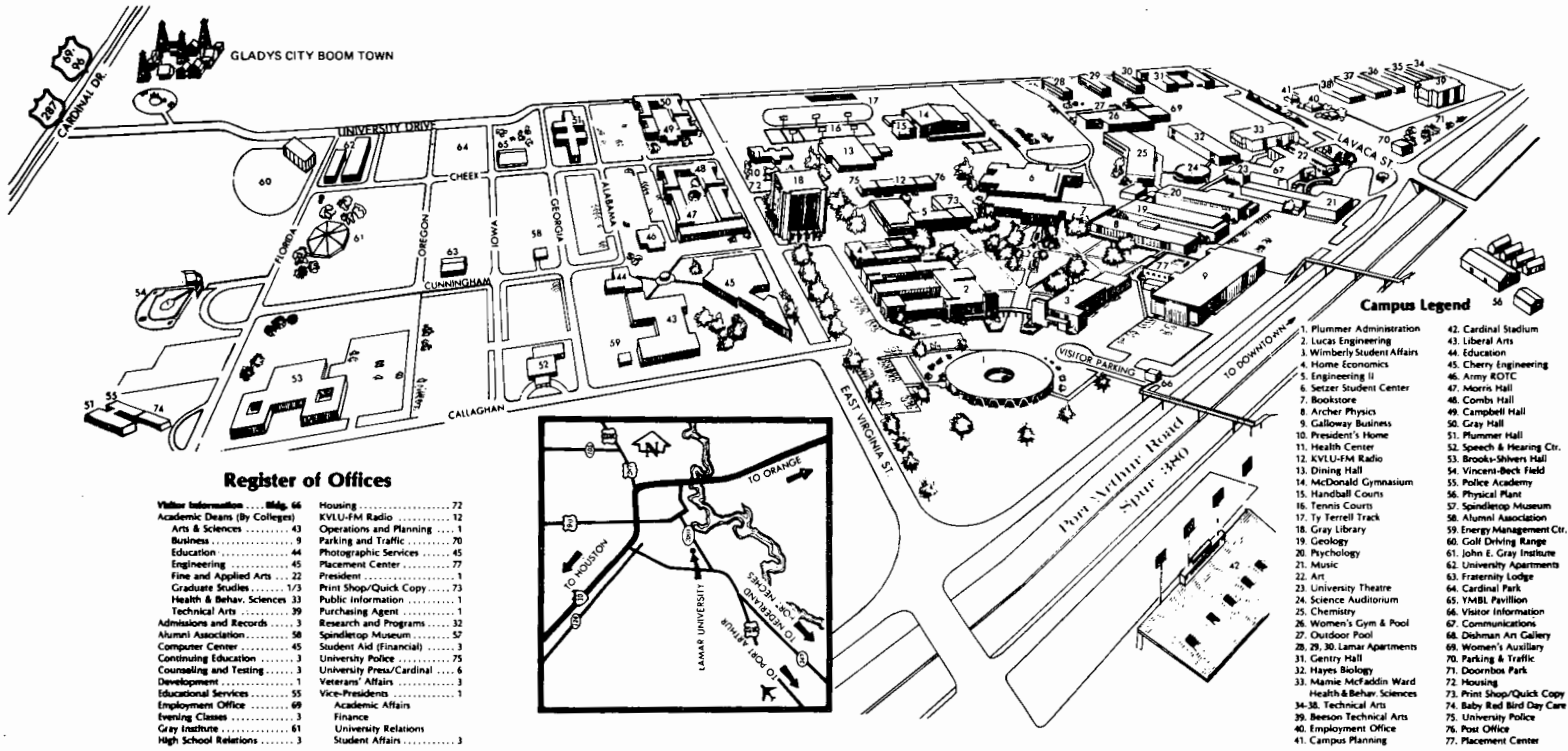 GLADYS CITY BOOM TOWN
69-
96
287
CARDINAL DR.
UNIVERSITY DRIVE
CHEEK
CUNNINGHAM
CALLAGHAN
FLORIDA
OREGON
IOWA
GEORGIA
ALABAMA
EAST VIRGINIA ST.
LAVACA ST
VISITOR PARKING
TO DOWNTOWN
Port Arthur Road
Spur 380
Register of Offices
Visitor Information .... Bldg. 66
Academic Deans (By Colleges)
Arts & Sciences ........ 43
Business ............... 9
Education .............. 44
Engineering ............ 45
Fine and Applied Arts ... 22
Graduate Studies ....... 1/3
Health & Behav. Sciences 33
Technical Arts ......... 39
Admissions and Records ... 3
Alumni Association ....... 58
Computer Center ......... 45
Continuing Education ..... 3
Counseling and Testing .... 3
Development ............. 1
Educational Services ...... 55
Employment Office ....... 69
Evening Classes ........... 3
Gray Institute ............ 61
High School Relations ..... 3
Housing ................. 72
KVLU-FM Radio .......... 12
Operations and Planning ... 1
Parking and Traffic ....... 70
Photographic Services .... 45
Placement Center ........ 77
President ................ 1
Print Shop/Quick Copy .... 73
Public Information ........ 1
Purchasing Agent ......... 1
Research and Programs ... 32
Spindletop Museum ...... 57
Student Aid (Financial) .... 3
University Police ......... 75
University Press/Cardinal .. 6
Veterans' Affairs .......... 3
Vice-Presidents ........... 1
Academic Affairs
Finance
University Relations
Student Affairs .......... 3
N
TO ORANGE
TO HOUSTON
LAMAR UNIVERSITY
TO PORT ARTHUR
TO NEDERLAND
PORT NECHES
Campus Legend
1. Plummer Administration
2. Lucas Engineering
3. Wimberly Student Affairs
4. Home Economics
5. Engineering II
6. Setzer Student Center
7. Bookstore
8. Archer Physics
9. Galloway Business
10. President's Home
11. Health Center
12. KVLU-FM Radio
13. Dining Hall
14. McDonald Gymnasium
15. Handball Courts
16. Tennis Courts
17. Ty Terrell Track
18. Gray Library
19. Geology
20. Psychology
21. Music
22. Art
23. University Theatre
24. Science Auditorium
25. Chemistry
26. Women's Gym & Pool
27. Outdoor Pool
28, 29, 30. Lamar Apartments
31. Gentry Hall
32. Hayes Biology
33. Mamie McFaddin Ward
Health & Behav. Sciences
34-38. Technical Arts
39. Beeson Technical Arts
40. Employment Office
41. Campus Planning
42. Cardinal Stadium
43. Liberal Arts
44. Education
45. Cherry Engineering
46. Army ROTC
47. Morris Hall
48. Combs Hall
49. Campbell Hall
50. Gray Hall
51. Plummer Hall
52. Speech & Hearing Ctr.
53. Brooks-Shivers Hall
54. Vincent-Beck Field
55. Police Academy
56. Physical Plant
57. Spindletop Museum
58. Alumni Association
59. Energy Management Ctr.
60. Golf Driving Range
61. John E. Gray Institute
62. University Apartments
63. Fraternity Lodge
64. Cardinal Park
65. YMBL Pavillion
66. Visitor Information
67. Communications
68. Dishman Art Gallery
69. Women's Auxiliary
70. Parking & Traffic
71. Doornbos Park
72. Housing
73. Print Shop/Quick Copy
74. Baby Red Bird Day Care
75. University Police
76. Post Office
77. Placement Center